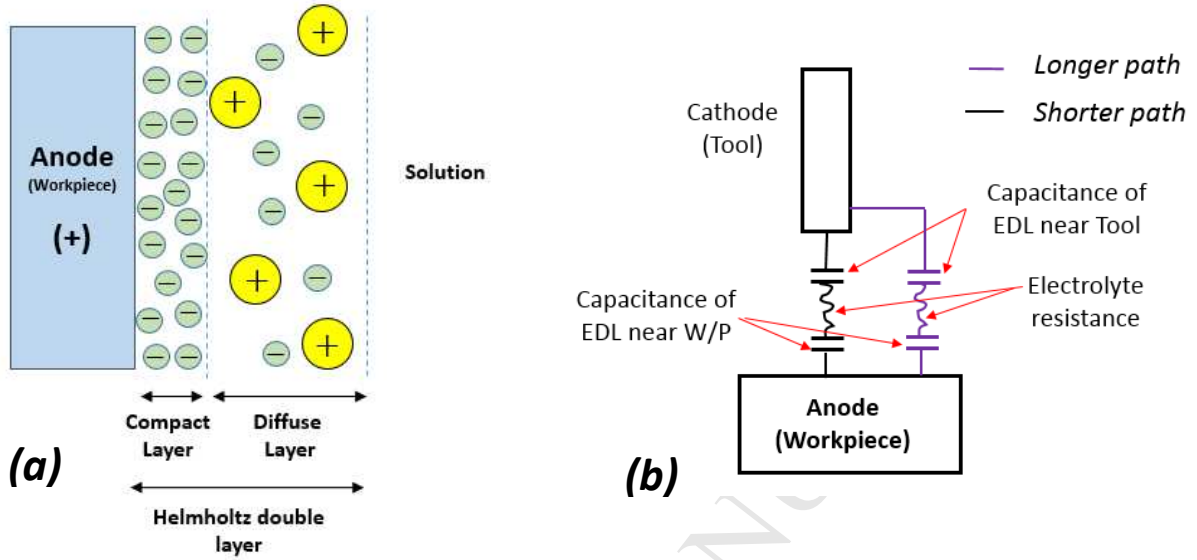 Anode
(Workpiece)
(+)
Solution
Compact
Layer
Diffuse
Layer
Helmholtz double
layer
(a)
Longer path
Shorter path
Cathode
(Tool)
Capacitance of
EDL near Tool
Capacitance of
EDL near W/P
Electrolyte
resistance
Anode
(Workpiece)
(b)